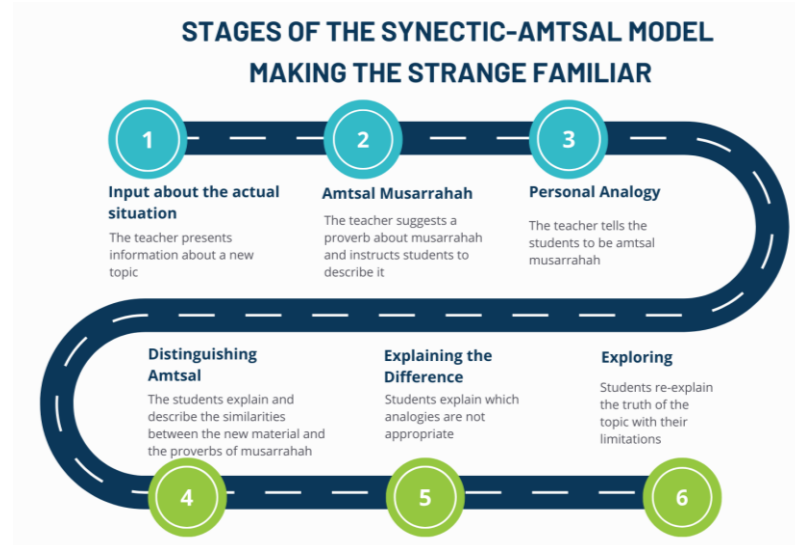 STAGES OF THE SYNECTIC-AMTSAL MODEL
MAKING THE STRANGE FAMILIAR
1
Input about the actual
situation
The teacher presents
information about a new
topic
2
Amtsal Musarrahah
The teacher suggests a
proverb about musarrahah
and instructs students to
describe it
3
Personal Analogy
The teacher tells the
students to be amtsal
musarrahah
Distinguishing
Amtsal
The students explain and
describe the similarities
between the new material and
the proverbs of musarrahah
4
Explaining the
Difference
Students explain which
analogies are not
appropriate
5
Exploring
Students re-explain
the truth of the
topic with their
limitations
6